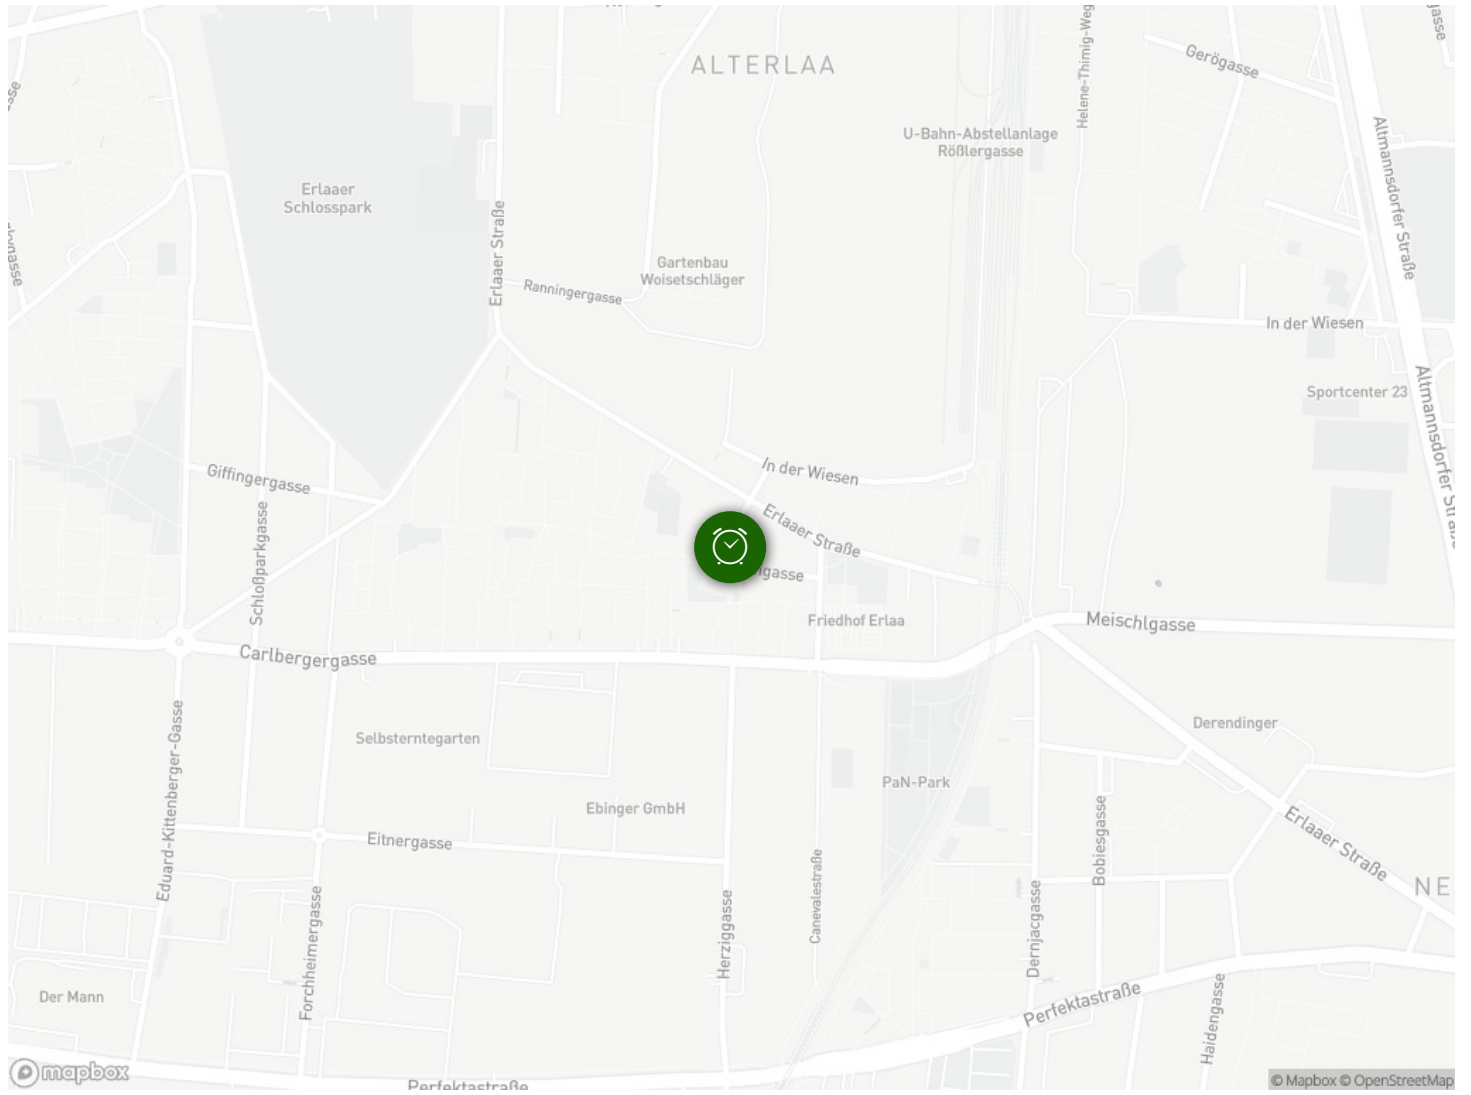 ALTERLAA
Gerögasse
Helene-Thimig-Weg
U-Bahn-Abstellanlage
Rößlergasse
Altmannsdorfer Straße
Erlaaer
Schlosspark
Erlaaer Straße
Gartenbau
Woisetschläger
Ranningergasse
In der Wiesen
Sportcenter 23
Altmannsdorfer Straße
Giffingergasse
In der Wiesen
Schloßparkgasse
Erlaaer Straße
Friedhof Erlaa
Meischlgasse
Carlbergergasse
Selbsterntegarten
Derendinger
PaN-Park
Eduard-Kittenberger-Gasse
Ebinger GmbH
Eitnergasse
Bobiesgasse
Erlaaer Straße
NE
Canevalestraße
Herziggasse
Dernjacgasse
Forchheimergasse
Der Mann
Perfektastraße
Haidengasse
mapbox
Perfektastraße
© Mapbox © OpenStreetMap